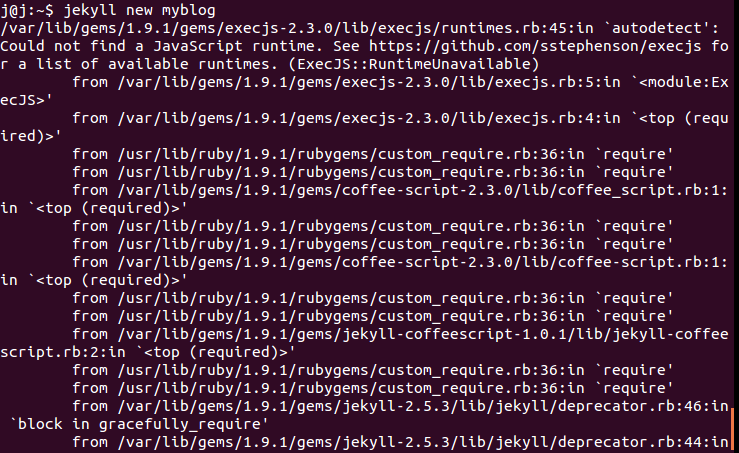 j@j:~$ jekyll new myblog
/var/lib/gems/1.9.1/gems/execjs-2.3.0/lib/execjs/runtimes.rb:45:in `autodetect':
Could not find a JavaScript runtime. See https://github.com/sstephenson/execjs fo
r a list of available runtimes. (ExecJS::RuntimeUnavailable)
        from /var/lib/gems/1.9.1/gems/execjs-2.3.0/lib/execjs.rb:5:in `<module:Ex
ecJS>'
        from /var/lib/gems/1.9.1/gems/execjs-2.3.0/lib/execjs.rb:4:in `<top (requ
ired)>'
        from /usr/lib/ruby/1.9.1/rubygems/custom_require.rb:36:in `require'
        from /usr/lib/ruby/1.9.1/rubygems/custom_require.rb:36:in `require'
        from /var/lib/gems/1.9.1/gems/coffee-script-2.3.0/lib/coffee_script.rb:1:
in `<top (required)>'
        from /usr/lib/ruby/1.9.1/rubygems/custom_require.rb:36:in `require'
        from /usr/lib/ruby/1.9.1/rubygems/custom_require.rb:36:in `require'
        from /var/lib/gems/1.9.1/gems/coffee-script-2.3.0/lib/coffee-script.rb:1:
in `<top (required)>'
        from /usr/lib/ruby/1.9.1/rubygems/custom_require.rb:36:in `require'
        from /usr/lib/ruby/1.9.1/rubygems/custom_require.rb:36:in `require'
        from /var/lib/gems/1.9.1/gems/jekyll-coffeescript-1.0.1/lib/jekyll-coffee
script.rb:2:in `<top (required)>'
        from /usr/lib/ruby/1.9.1/rubygems/custom_require.rb:36:in `require'
        from /usr/lib/ruby/1.9.1/rubygems/custom_require.rb:36:in `require'
        from /var/lib/gems/1.9.1/gems/jekyll-2.5.3/lib/jekyll/deprecator.rb:46:in
 `block in gracefully_require'
        from /var/lib/gems/1.9.1/gems/jekyll-2.5.3/lib/jekyll/deprecator.rb:44:in